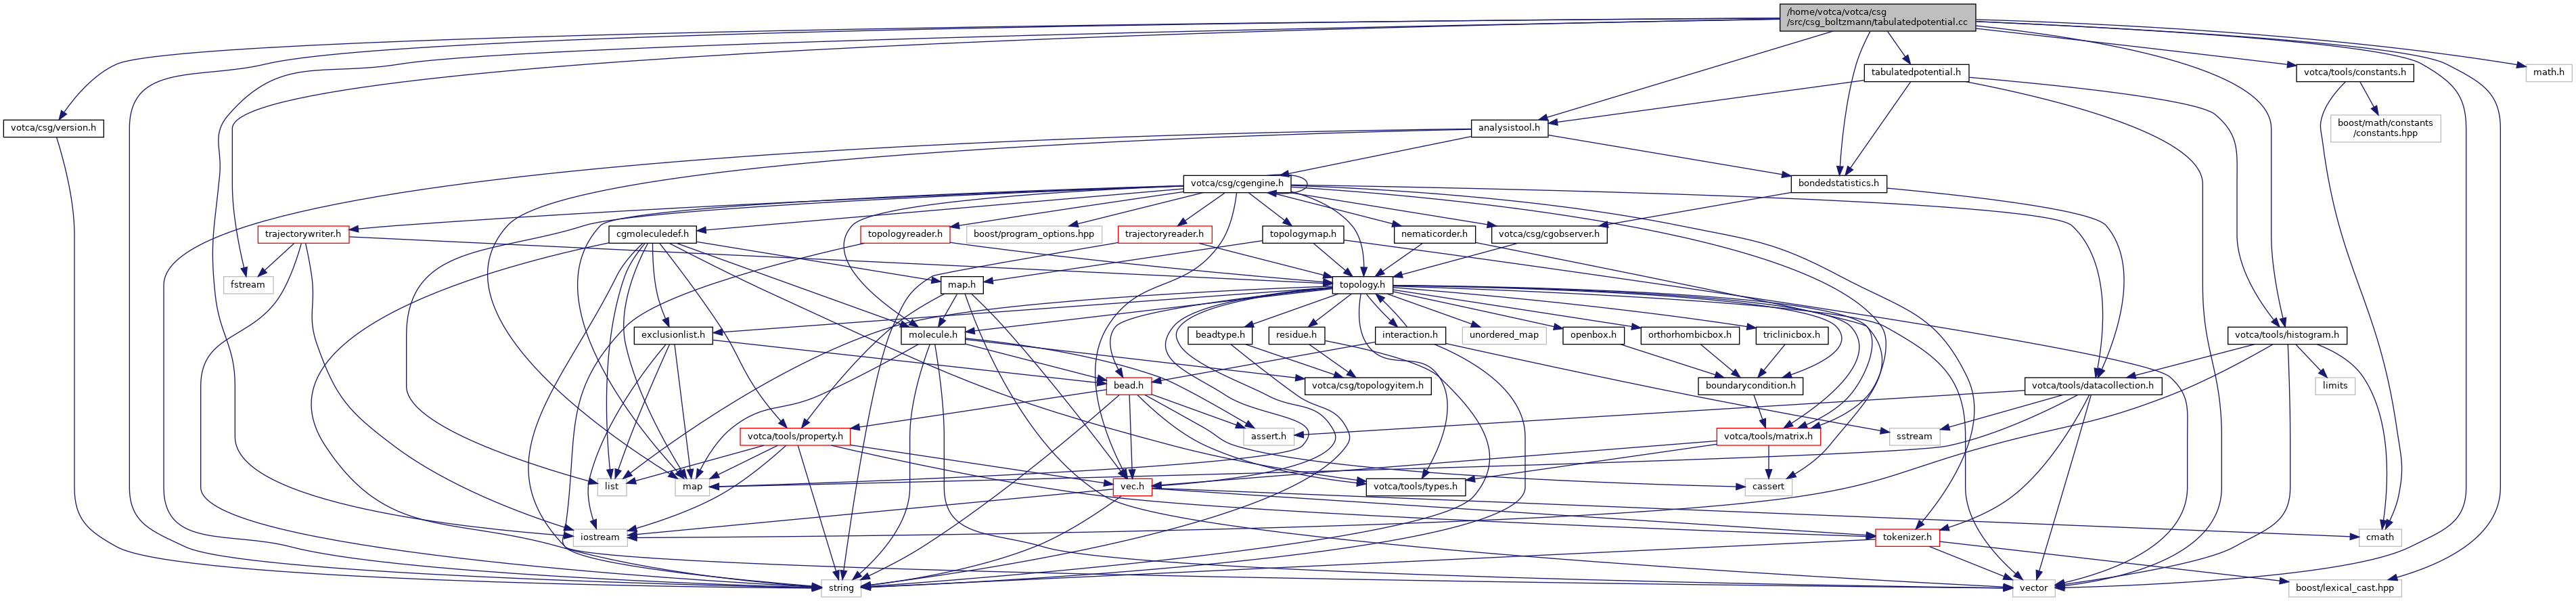 /home/votca/votca/csg
/src/csg_boltzmann/tabulatedpotential.cc
tabulatedpotential.h
votca/tools/constants.h
math.h
votca/csg/version.h
analysistool.h
boost/math/constants
/constants.hpp
votca/csg/cgengine.h
bondedstatistics.h
trajectorywriter.h
cgmoleculedef.h
topologyreader.h
boost/program_options.hpp
trajectoryreader.h
topologymap.h
nematicorder.h
votca/csg/cgobserver.h
fstream
map.h
topology.h
exclusionlist.h
molecule.h
beadtype.h
residue.h
interaction.h
unordered_map
openbox.h
orthorhombicbox.h
triclinicbox.h
votca/tools/histogram.h
bead.h
votca/csg/topologyitem.h
boundarycondition.h
votca/tools/datacollection.h
limits
votca/tools/property.h
assert.h
votca/tools/matrix.h
sstream
list
map
vec.h
votca/tools/types.h
cassert
iostream
tokenizer.h
cmath
string
vector
boost/lexical_cast.hpp